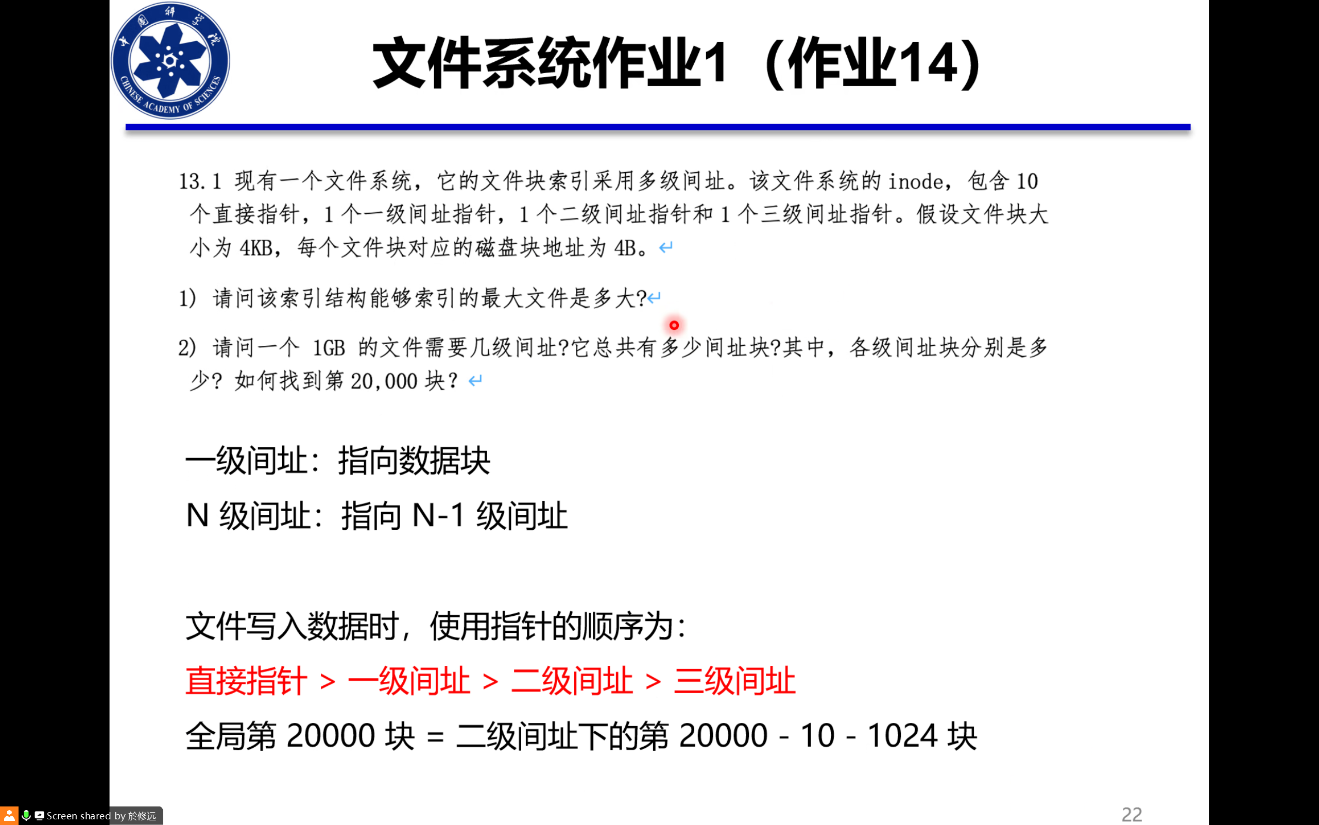 中国科学院
CHINESE ACADEMY OF SCIENCES
文件系统作业1（作业14）
13.1 现有一个文件系统，它的文件块索引采用多级间址。该文件系统的 inode，包含 10
个直接指针，1 个一级间址指针，1 个二级间址指针和 1 个三级间址指针。假设文件块大
小为 4KB，每个文件块对应的磁盘块地址为 4B。↵
1) 请问该索引结构能够索引的最大文件是多大?↵
2) 请问一个 1GB 的文件需要几级间址?它总共有多少间址块?其中，各级间址块分别是多
少? 如何找到第 20,000 块？↵
一级间址：指向数据块
N 级间址：指向 N-1 级间址
文件写入数据时，使用指针的顺序为：
直接指针 > 一级间址 > 二级间址 > 三级间址
全局第 20000 块 = 二级间址下的第 20000 - 10 - 1024 块
22
Screen shared by 於修远